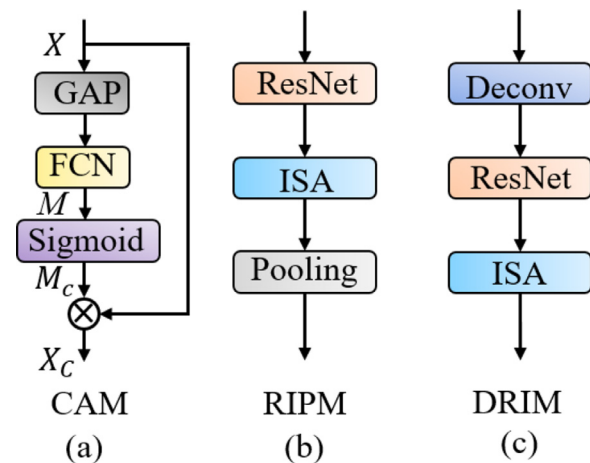 X
GAP
FCN
M
Sigmoid
M_c
X_C
CAM
(a)
ResNet
ISA
Pooling
RIPM
(b)
Deconv
ResNet
ISA
DRIM
(c)